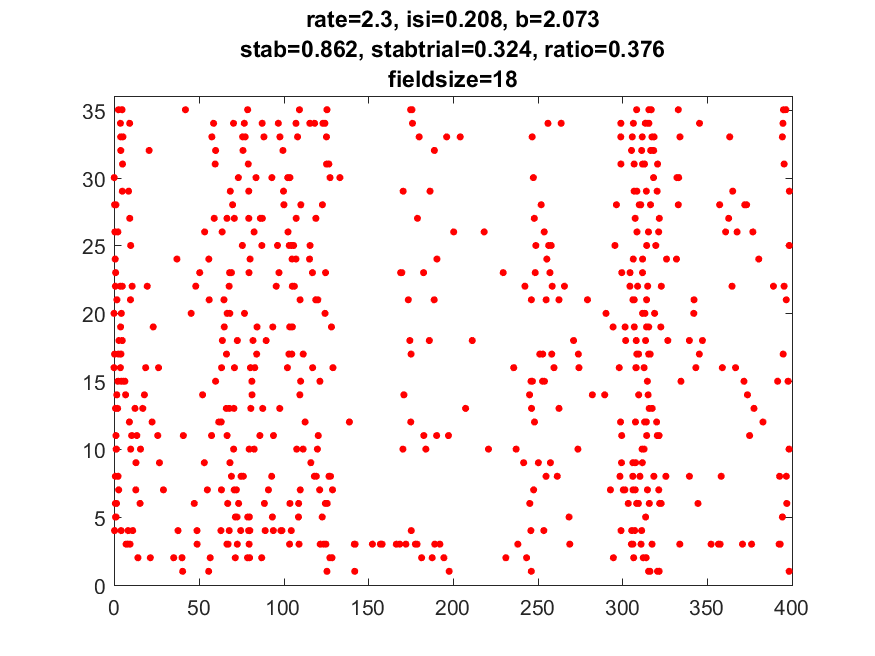 rate=2.3, isi=0.208, b=2.073
stab=0.862, stabtrial=0.324, ratio=0.376
fieldsize=18
35
30
25
20
15
10
5
0
0 50 100 150 200 250 300 350 400